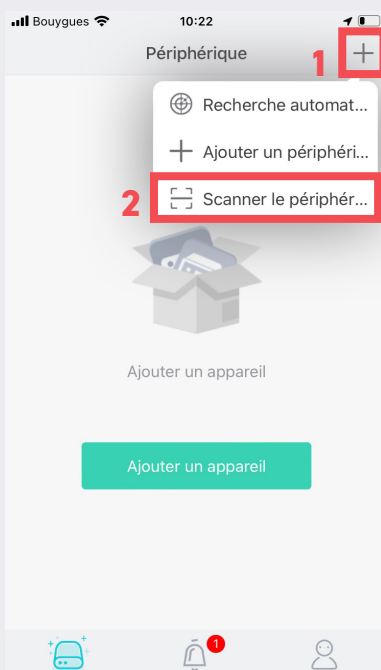 Bouygues 10:22
Périphérique
1
Recherche automat...
Ajouter un périphéri...
2 Scanner le périphér...
Ajouter un appareil
Ajouter un appareil
1